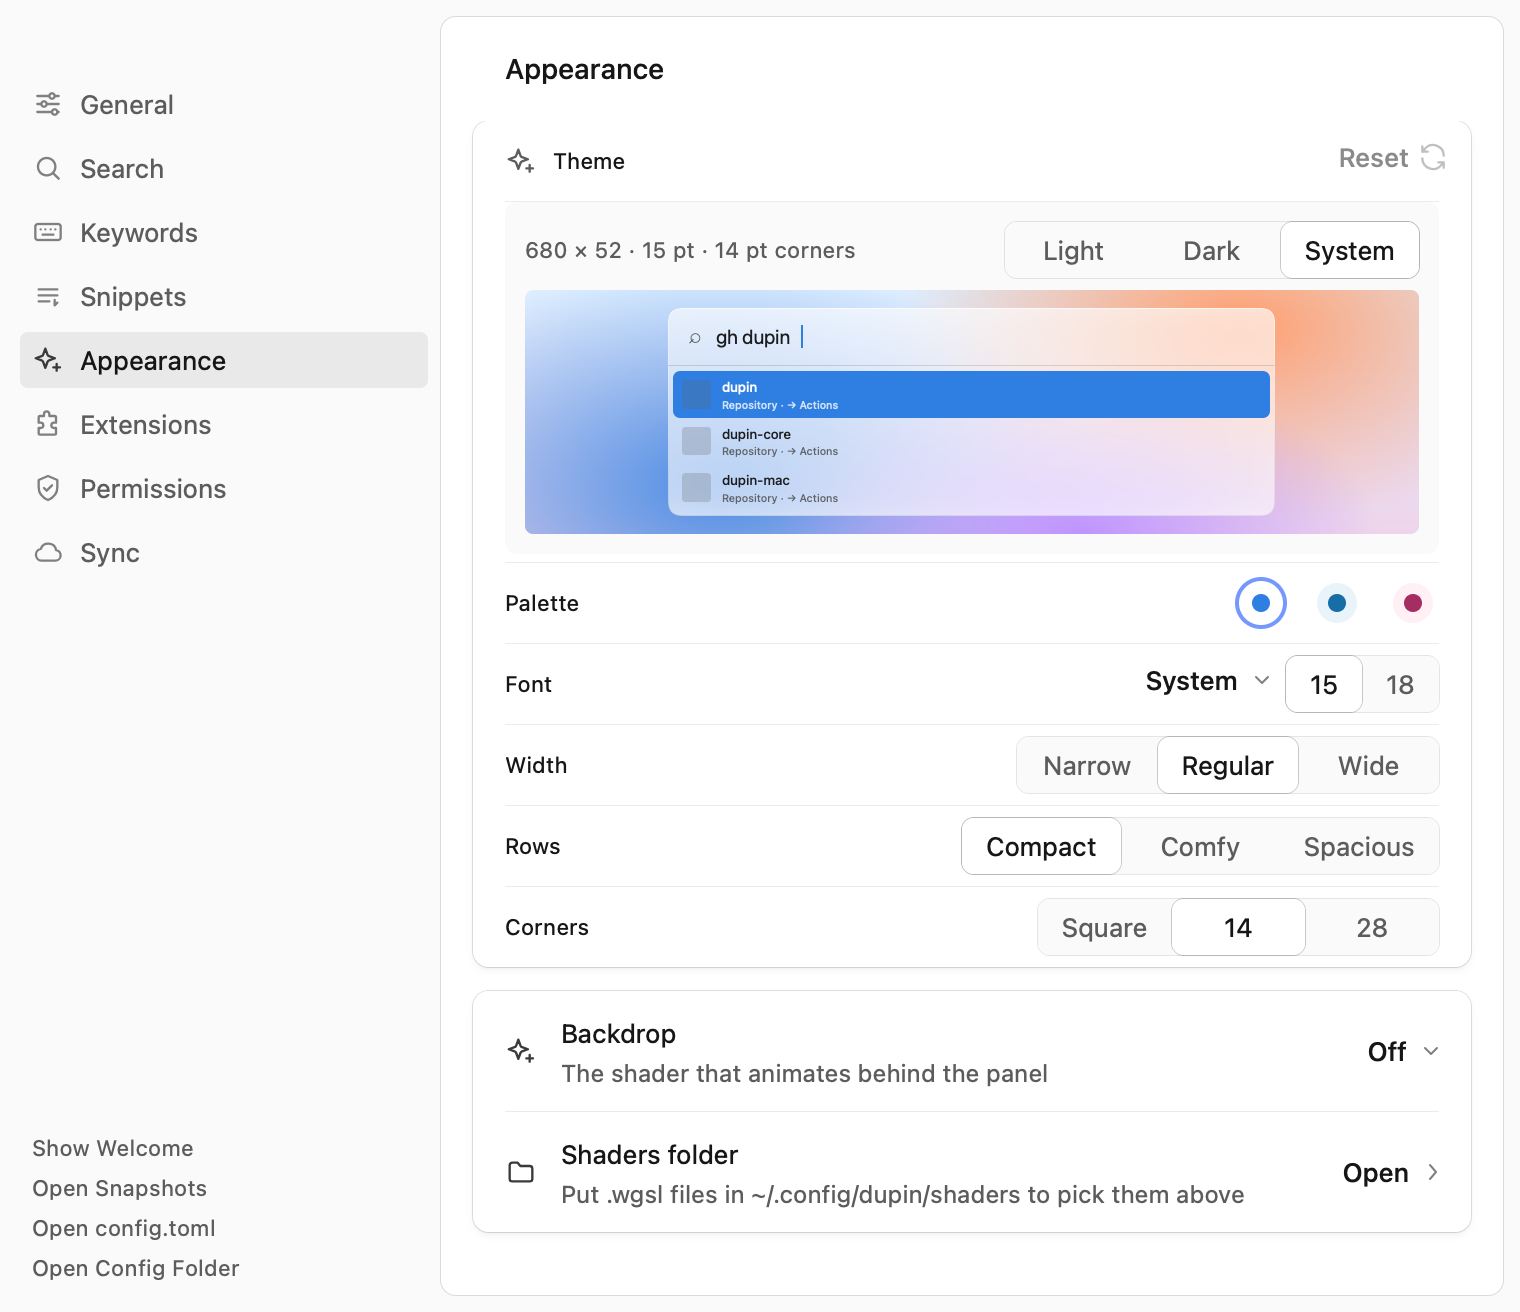 General
Search
Keywords
Snippets
Appearance
Extensions
Permissions
Sync
Show Welcome
Open Snapshots
Open config.toml
Open Config Folder
Appearance
Theme
Reset
680 × 52 · 15 pt · 14 pt corners
Light Dark System
gh dupin
dupin
Repository · → Actions
dupin-core
Repository · → Actions
dupin-mac
Repository · → Actions
Palette
Font System 15 18
Width Narrow Regular Wide
Rows Compact Comfy Spacious
Corners Square 14 28
Backdrop
The shader that animates behind the panel
Off
Shaders folder
Put .wgsl files in ~/.config/dupin/shaders to pick them above
Open